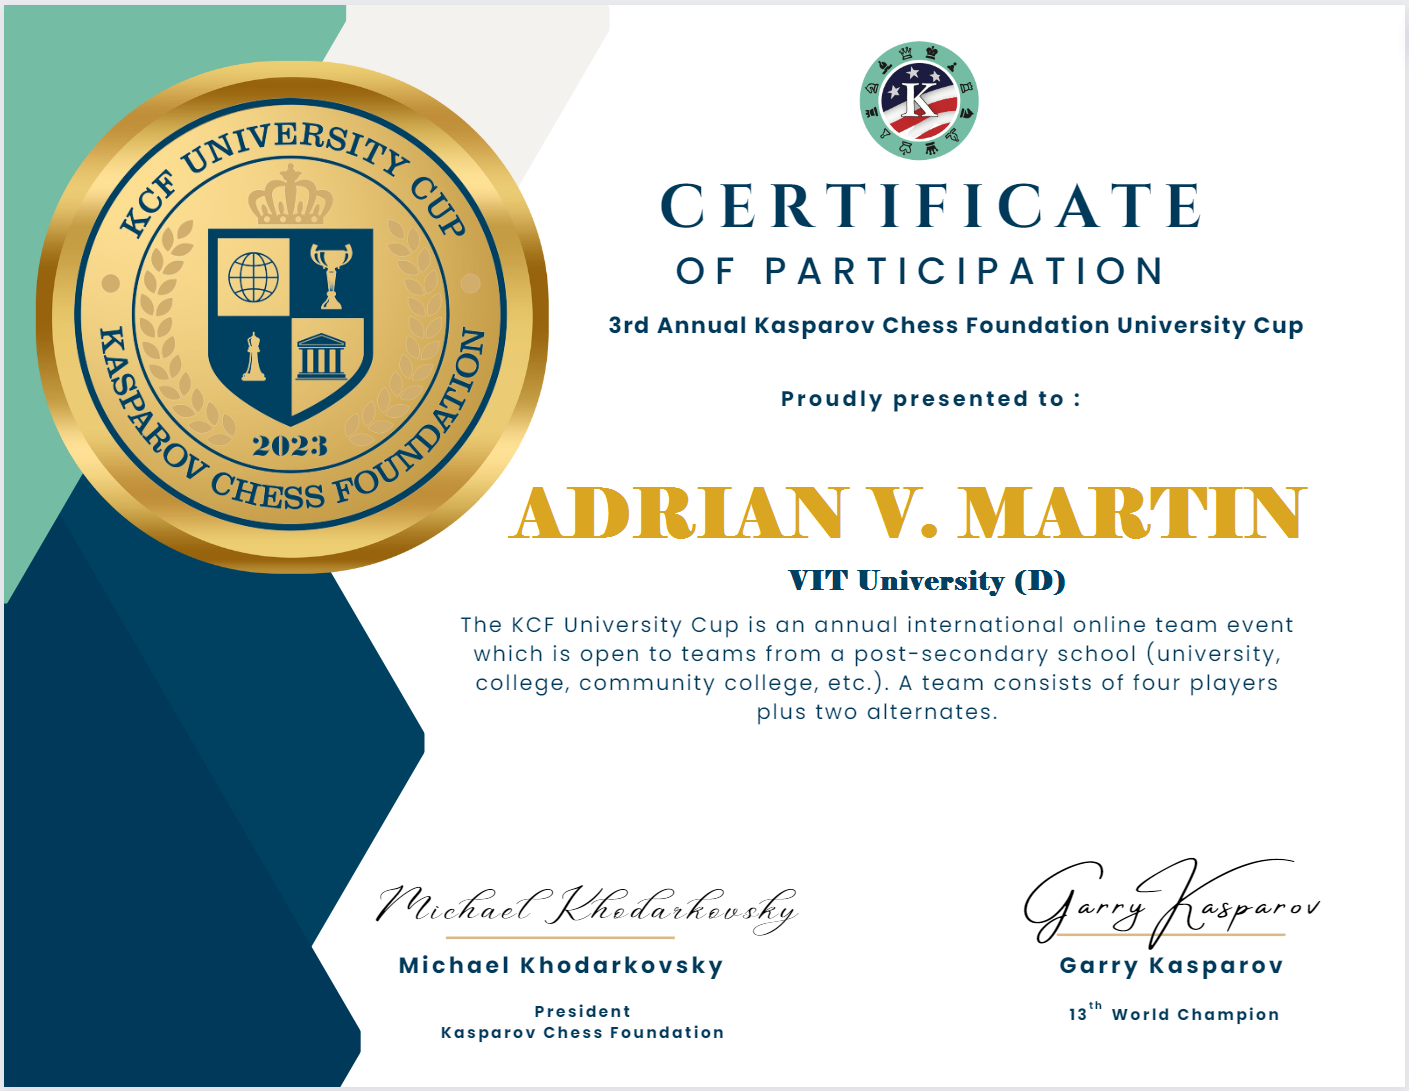 KCF UNIVERSITY CUP
2023
KASPAROV CHESS FOUNDATION
K
CERTIFICATE
OF PARTICIPATION
3rd Annual Kasparov Chess Foundation University Cup
Proudly presented to :
ADRIAN V. MARTIN
VIT University (D)
The KCF University Cup is an annual international online team event
which is open to teams from a post-secondary school (university,
college, community college, etc.). A team consists of four players
plus two alternates.
Michael Khodarkovsky
Michael Khodarkovsky
President
Kasparov Chess Foundation
Garry Kasparov
Garry Kasparov
13th World Champion